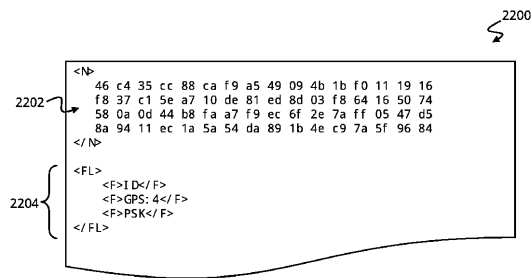 2200
<N>
46 c4 35 cc 88 ca f9 a5 49 09 4b 1b f0 11 19 16
2202
f8 37 c1 5e a7 10 de 81 ed 8d 03 f8 64 16 50 74
58 0a 0d 44 b8 fa a7 f9 ec 6f 2e 7a ff 05 47 d5
8a 94 11 ec 1a 5a 54 da 89 1b 4e c9 7a 5f 96 84
</N>
<FL>
<F>ID</F>
2204
<F>GPS:4</F>
<F>PSK</F>
</FL>